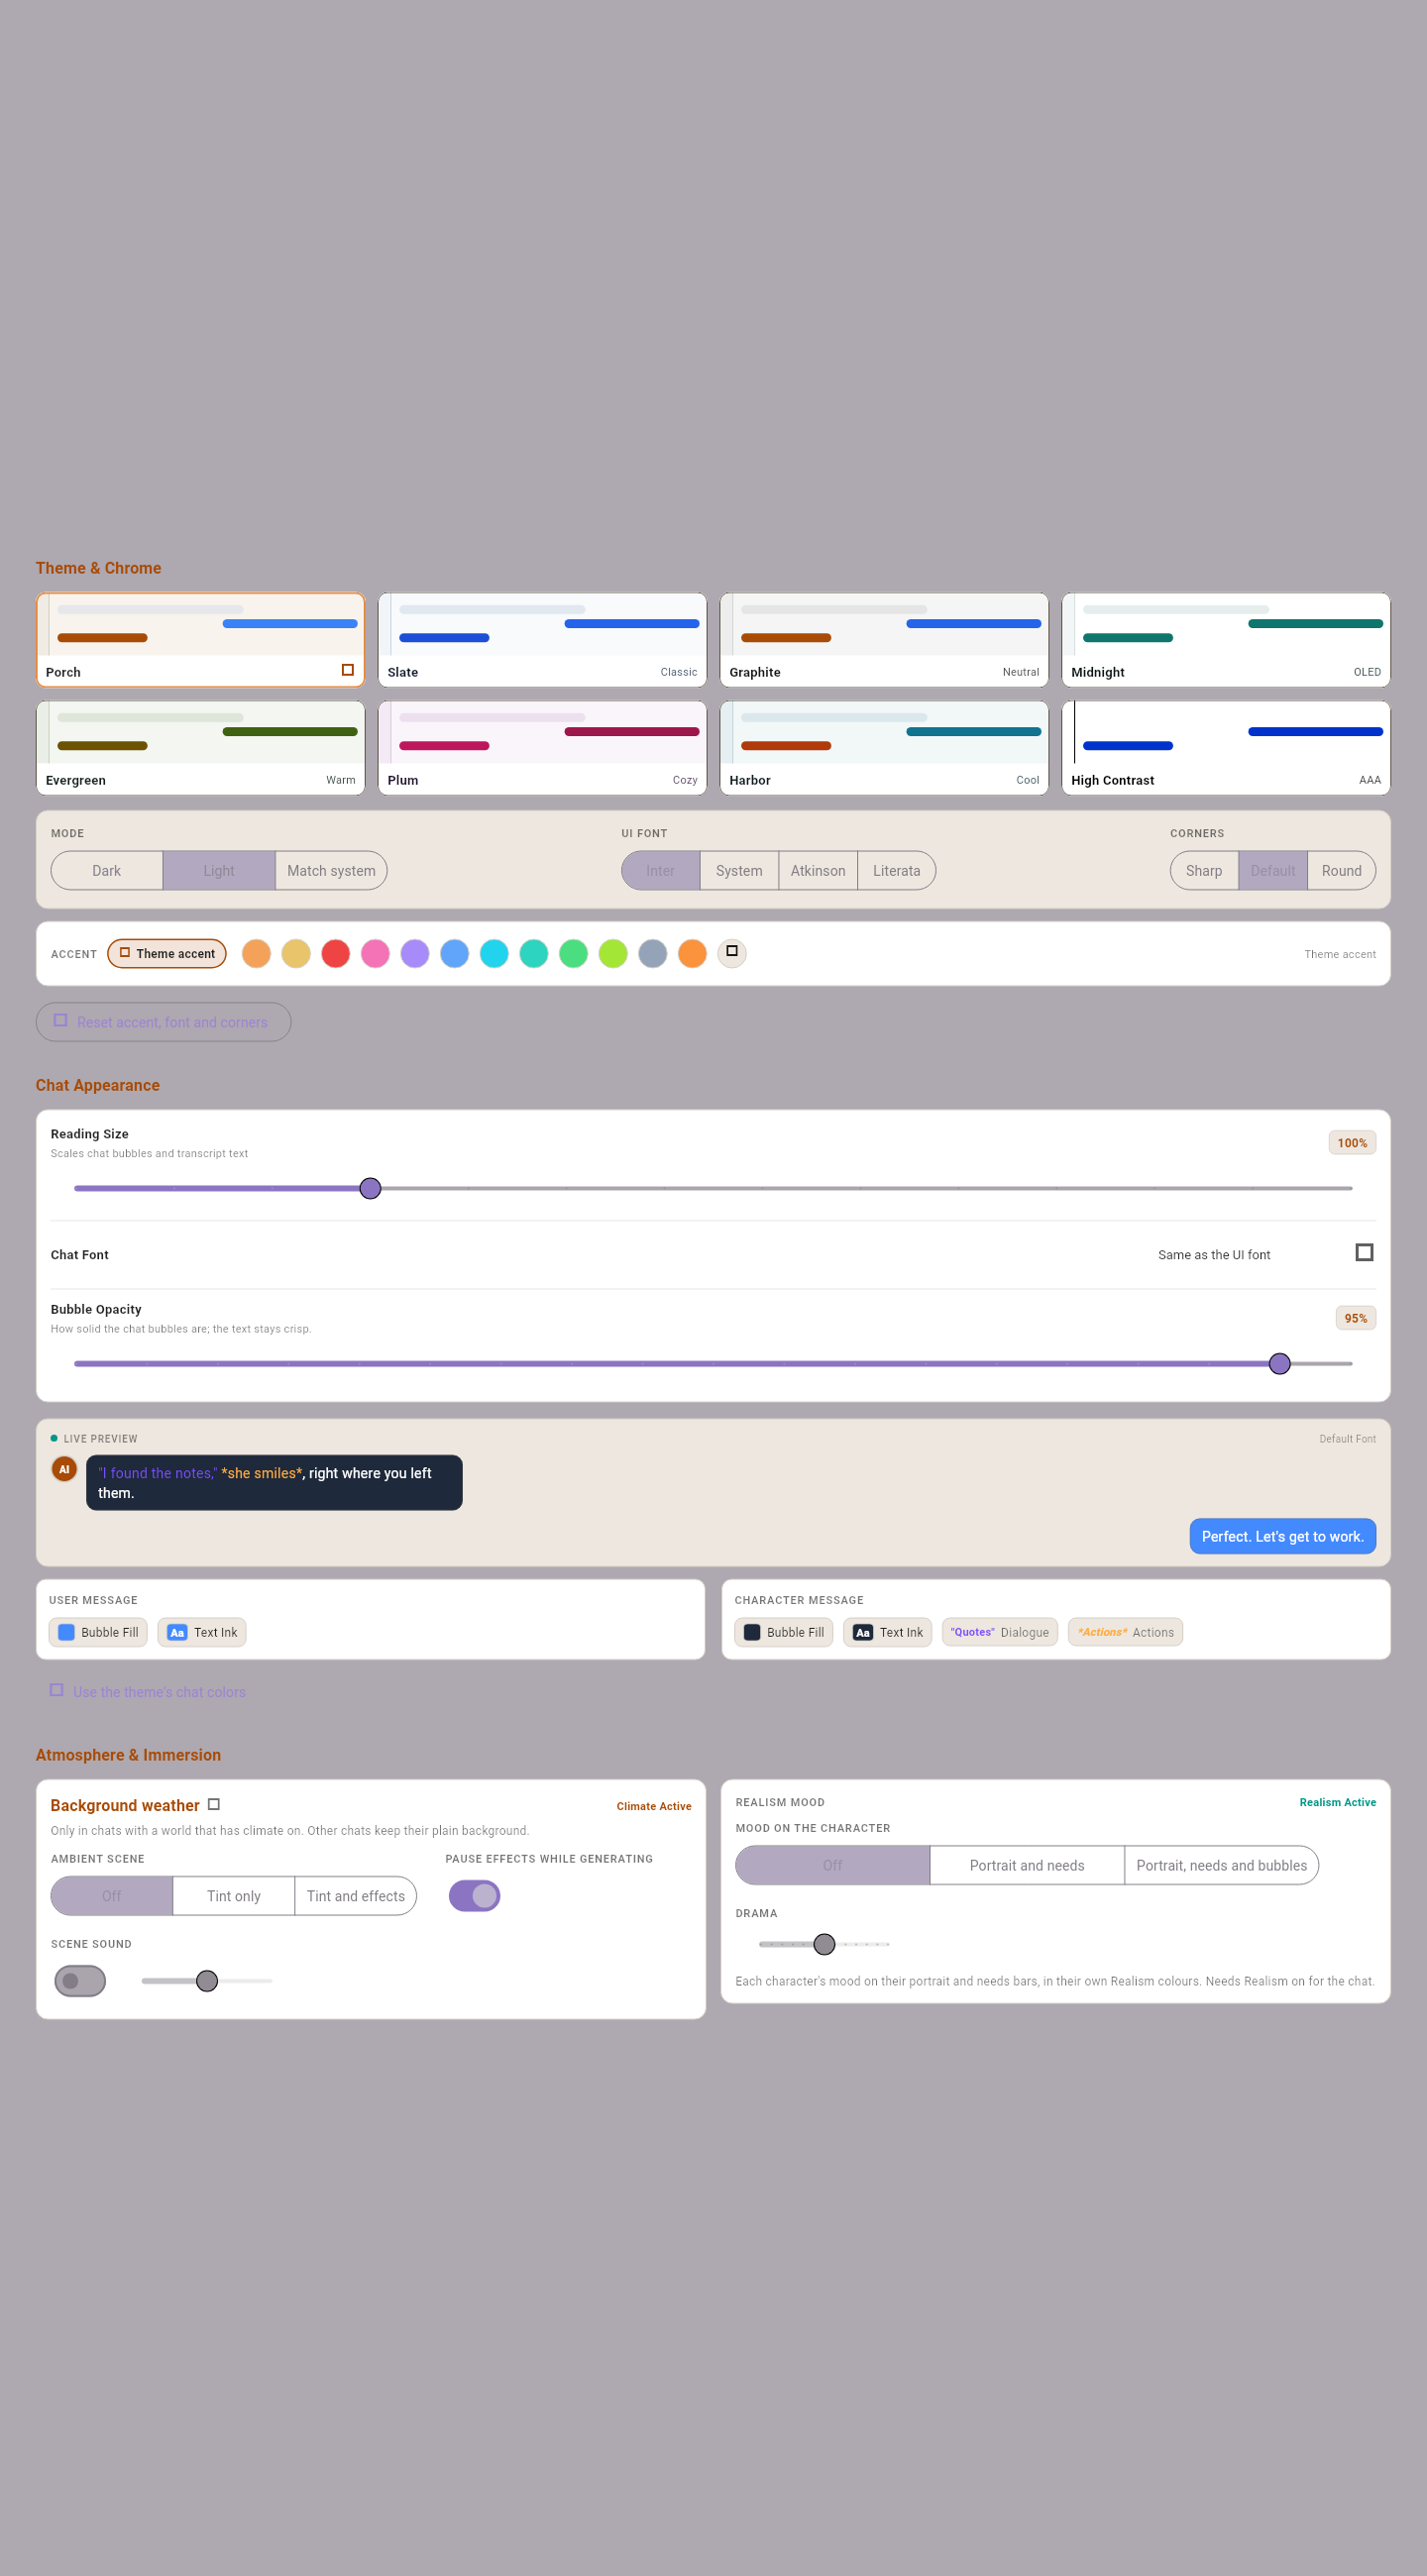 Theme & Chrome
Porch
Slate Classic
Graphite Neutral
Midnight OLED
Evergreen Warm
Plum Cozy
Harbor Cool
High Contrast AAA
MODE
Dark Light Match system
UI FONT
Inter System Atkinson Literata
CORNERS
Sharp Default Round
ACCENT Theme accent Theme accent
Reset accent, font and corners
Chat Appearance
Reading Size
Scales chat bubbles and transcript text
100%
Chat Font Same as the UI font
Bubble Opacity
How solid the chat bubbles are; the text stays crisp.
95%
LIVE PREVIEW Default Font
AI
"I found the notes," *she smiles*, right where you left
them.
Perfect. Let's get to work.
USER MESSAGE
Bubble Fill Aa Text Ink
CHARACTER MESSAGE
Bubble Fill Aa Text Ink "Quotes" Dialogue *Actions* Actions
Use the theme's chat colors
Atmosphere & Immersion
Background weather Climate Active
Only in chats with a world that has climate on. Other chats keep their plain background.
AMBIENT SCENE
Off Tint only Tint and effects
PAUSE EFFECTS WHILE GENERATING
SCENE SOUND
REALISM MOOD Realism Active
MOOD ON THE CHARACTER
Off Portrait and needs Portrait, needs and bubbles
DRAMA
Each character's mood on their portrait and needs bars, in their own Realism colours. Needs Realism on for the chat.